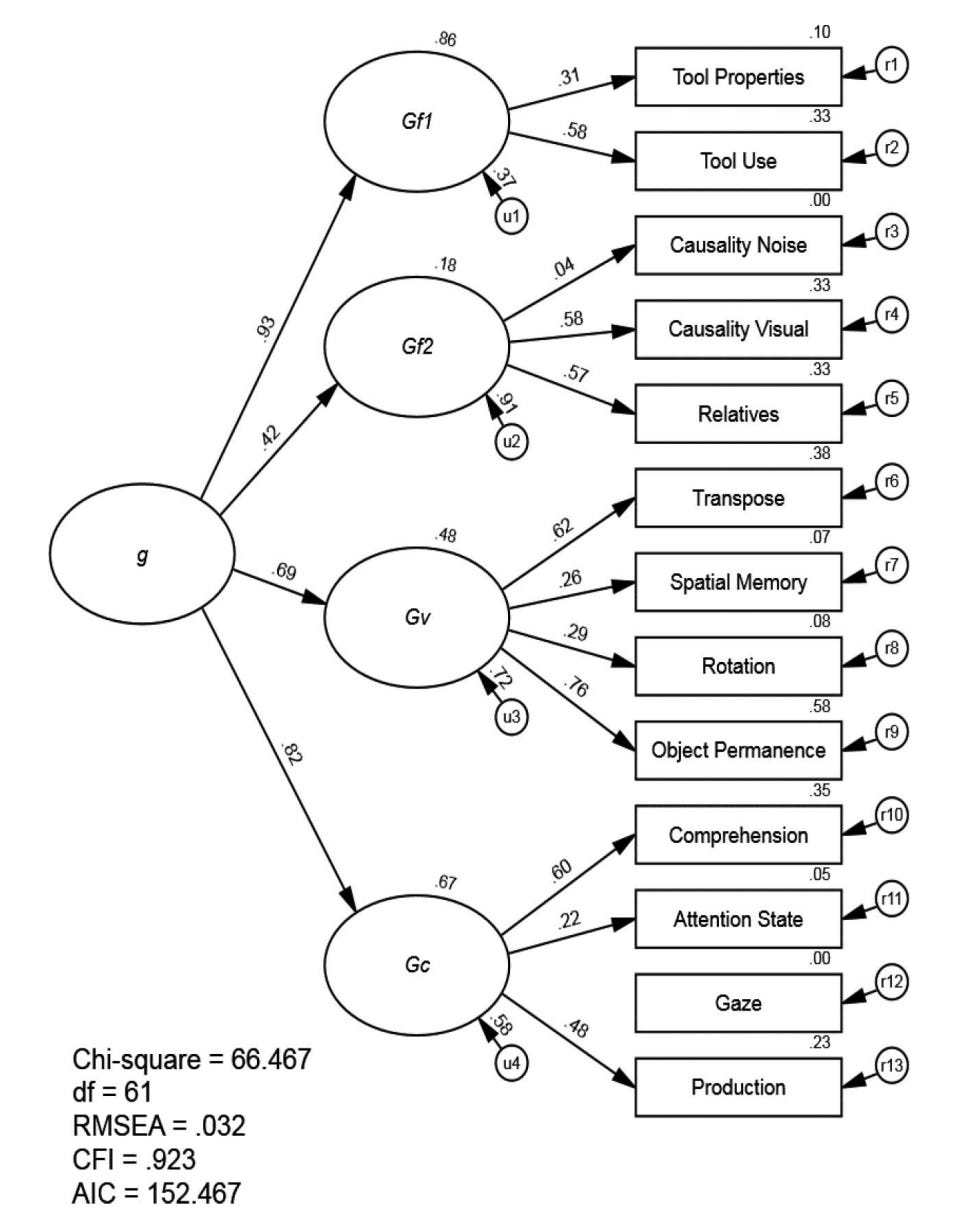 .86
Gf1
.37
u1
.93
.31
.58
.10
Tool Properties
r1
.33
Tool Use
r2
.18
Gf2
.91
u2
.42
.04
.58
.57
.00
Causality Noise
r3
.33
Causality Visual
r4
.33
Relatives
r5
g
.69
.48
Gv
.72
u3
.62
.26
.29
.76
.38
Transpose
r6
.07
Spatial Memory
r7
.08
Rotation
r8
.58
Object Permanence
r9
.82
.67
Gc
.58
u4
.60
.22
.48
.35
Comprehension
r10
.05
Attention State
r11
.00
Gaze
r12
.23
Production
r13
Chi-square = 66.467
df = 61
RMSEA = .032
CFI = .923
AIC = 152.467